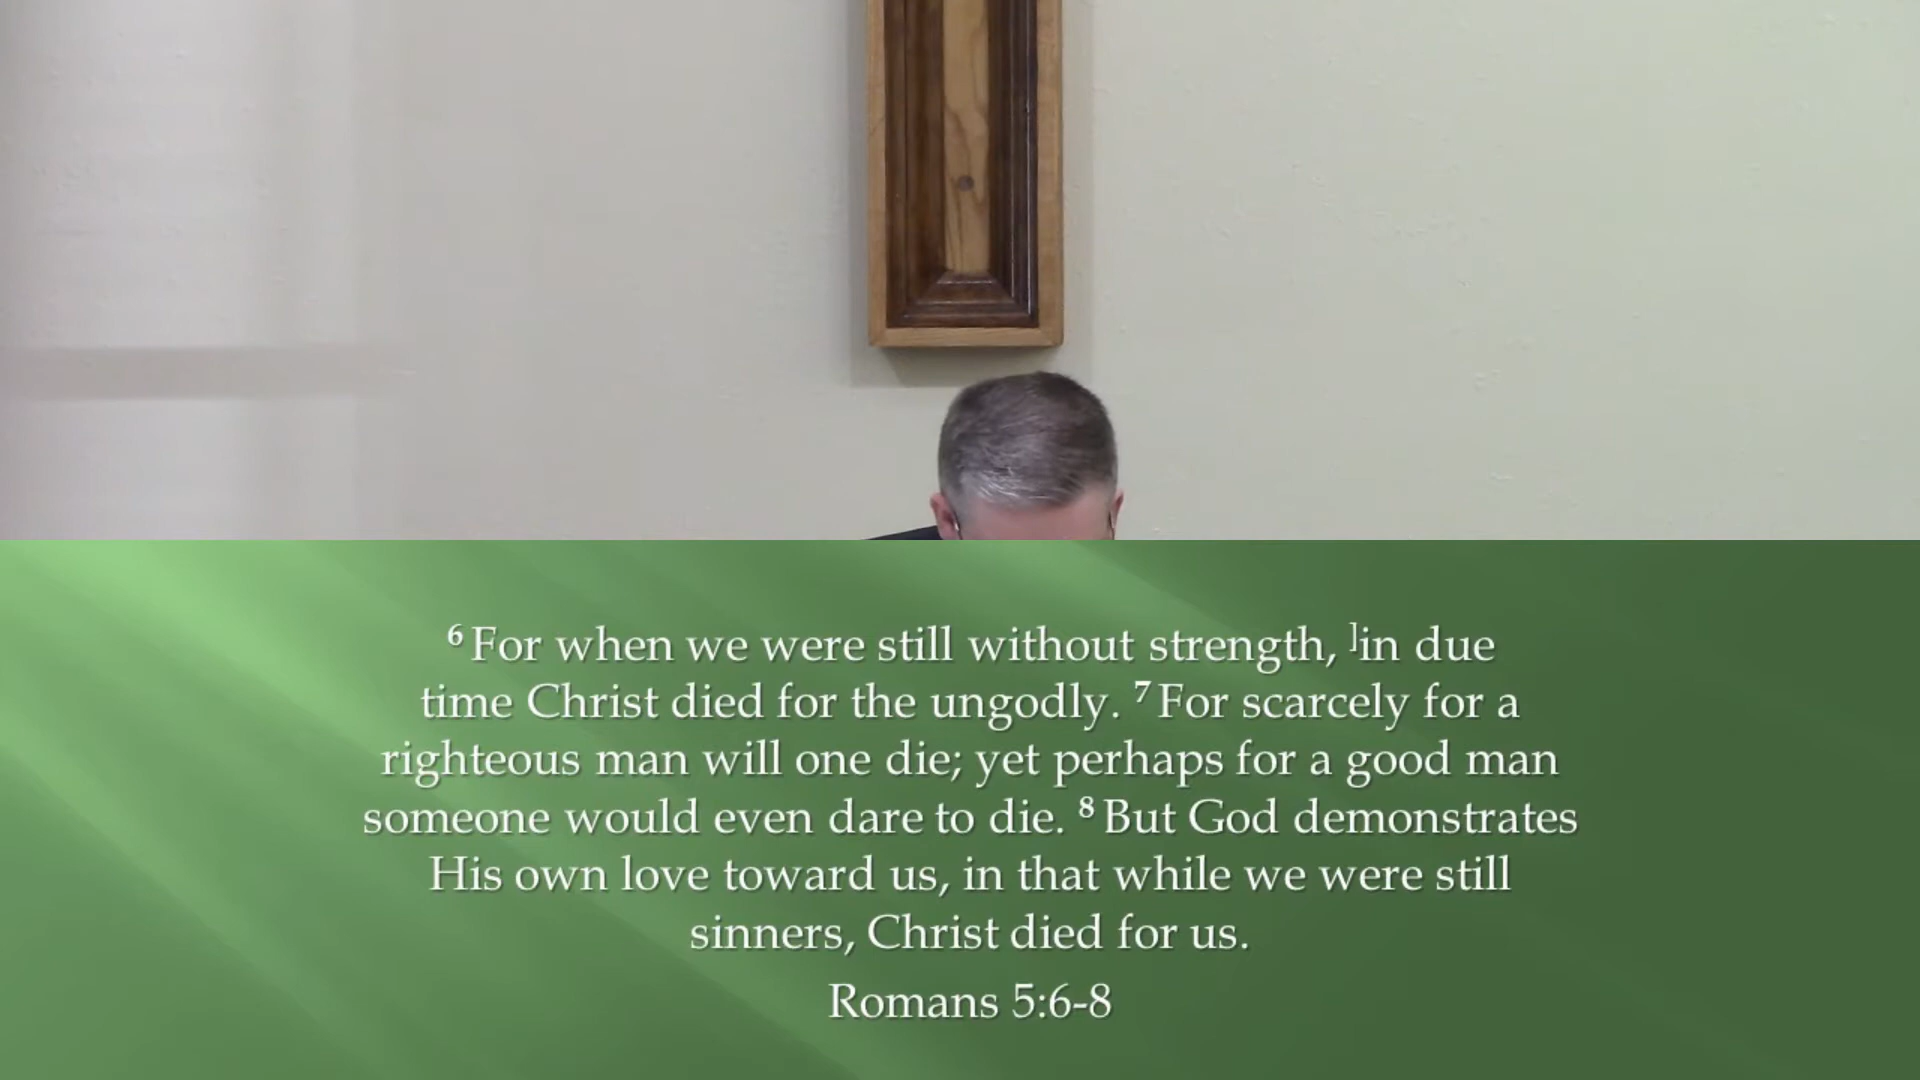 ⁶ For when we were still without strength, ]in due
time Christ died for the ungodly. ⁷ For scarcely for a
righteous man will one die; yet perhaps for a good man
someone would even dare to die. ⁸ But God demonstrates
His own love toward us, in that while we were still
sinners, Christ died for us.
Romans 5:6-8